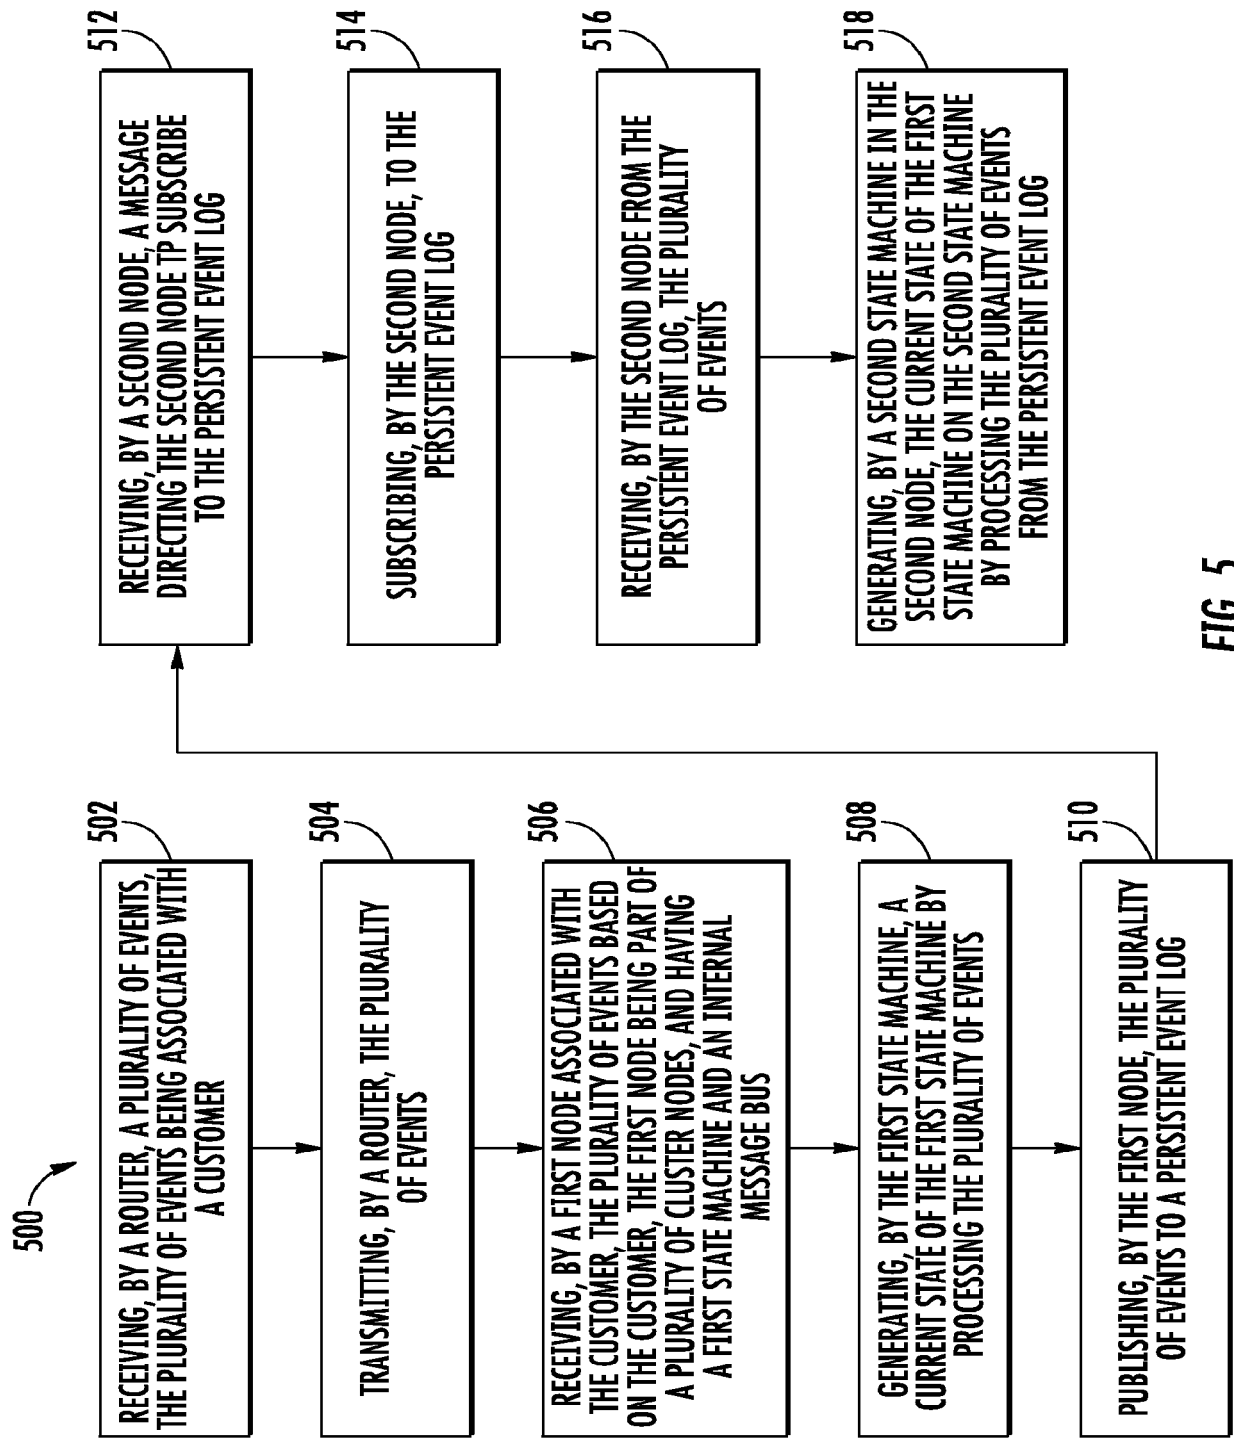 500
502
RECEIVING, BY A ROUTER, A PLURALITY OF EVENTS,
THE PLURALITY OF EVENTS BEING ASSOCIATED WITH
A CUSTOMER
504
TRANSMITTING, BY A ROUTER, THE PLURALITY
OF EVENTS
506
RECEIVING, BY A FIRST NODE ASSOCIATED WITH
THE CUSTOMER, THE PLURALITY OF EVENTS BASED
ON THE CUSTOMER, THE FIRST NODE BEING PART OF
A PLURALITY OF CLUSTER NODES, AND HAVING
A FIRST STATE MACHINE AND AN INTERNAL
MESSAGE BUS
508
GENERATING, BY THE FIRST STATE MACHINE, A
CURRENT STATE OF THE FIRST STATE MACHINE BY
PROCESSING THE PLURALITY OF EVENTS
510
PUBLISHING, BY THE FIRST NODE, THE PLURALITY
OF EVENTS TO A PERSISTENT EVENT LOG
512
RECEIVING, BY A SECOND NODE, A MESSAGE
DIRECTING THE SECOND NODE TP SUBSCRIBE
TO THE PERSISTENT EVENT LOG
514
SUBSCRIBING, BY THE SECOND NODE, TO THE
PERSISTENT EVENT LOG
516
RECEIVING, BY THE SECOND NODE FROM THE
PERSISTENT EVENT LOG, THE PLURALITY
OF EVENTS
518
GENERATING, BY A SECOND STATE MACHINE IN THE
SECOND NODE, THE CURRENT STATE OF THE FIRST
STATE MACHINE ON THE SECOND STATE MACHINE
BY PROCESSING THE PLURALITY OF EVENTS
FROM THE PERSISTENT EVENT LOG
FIG. 5